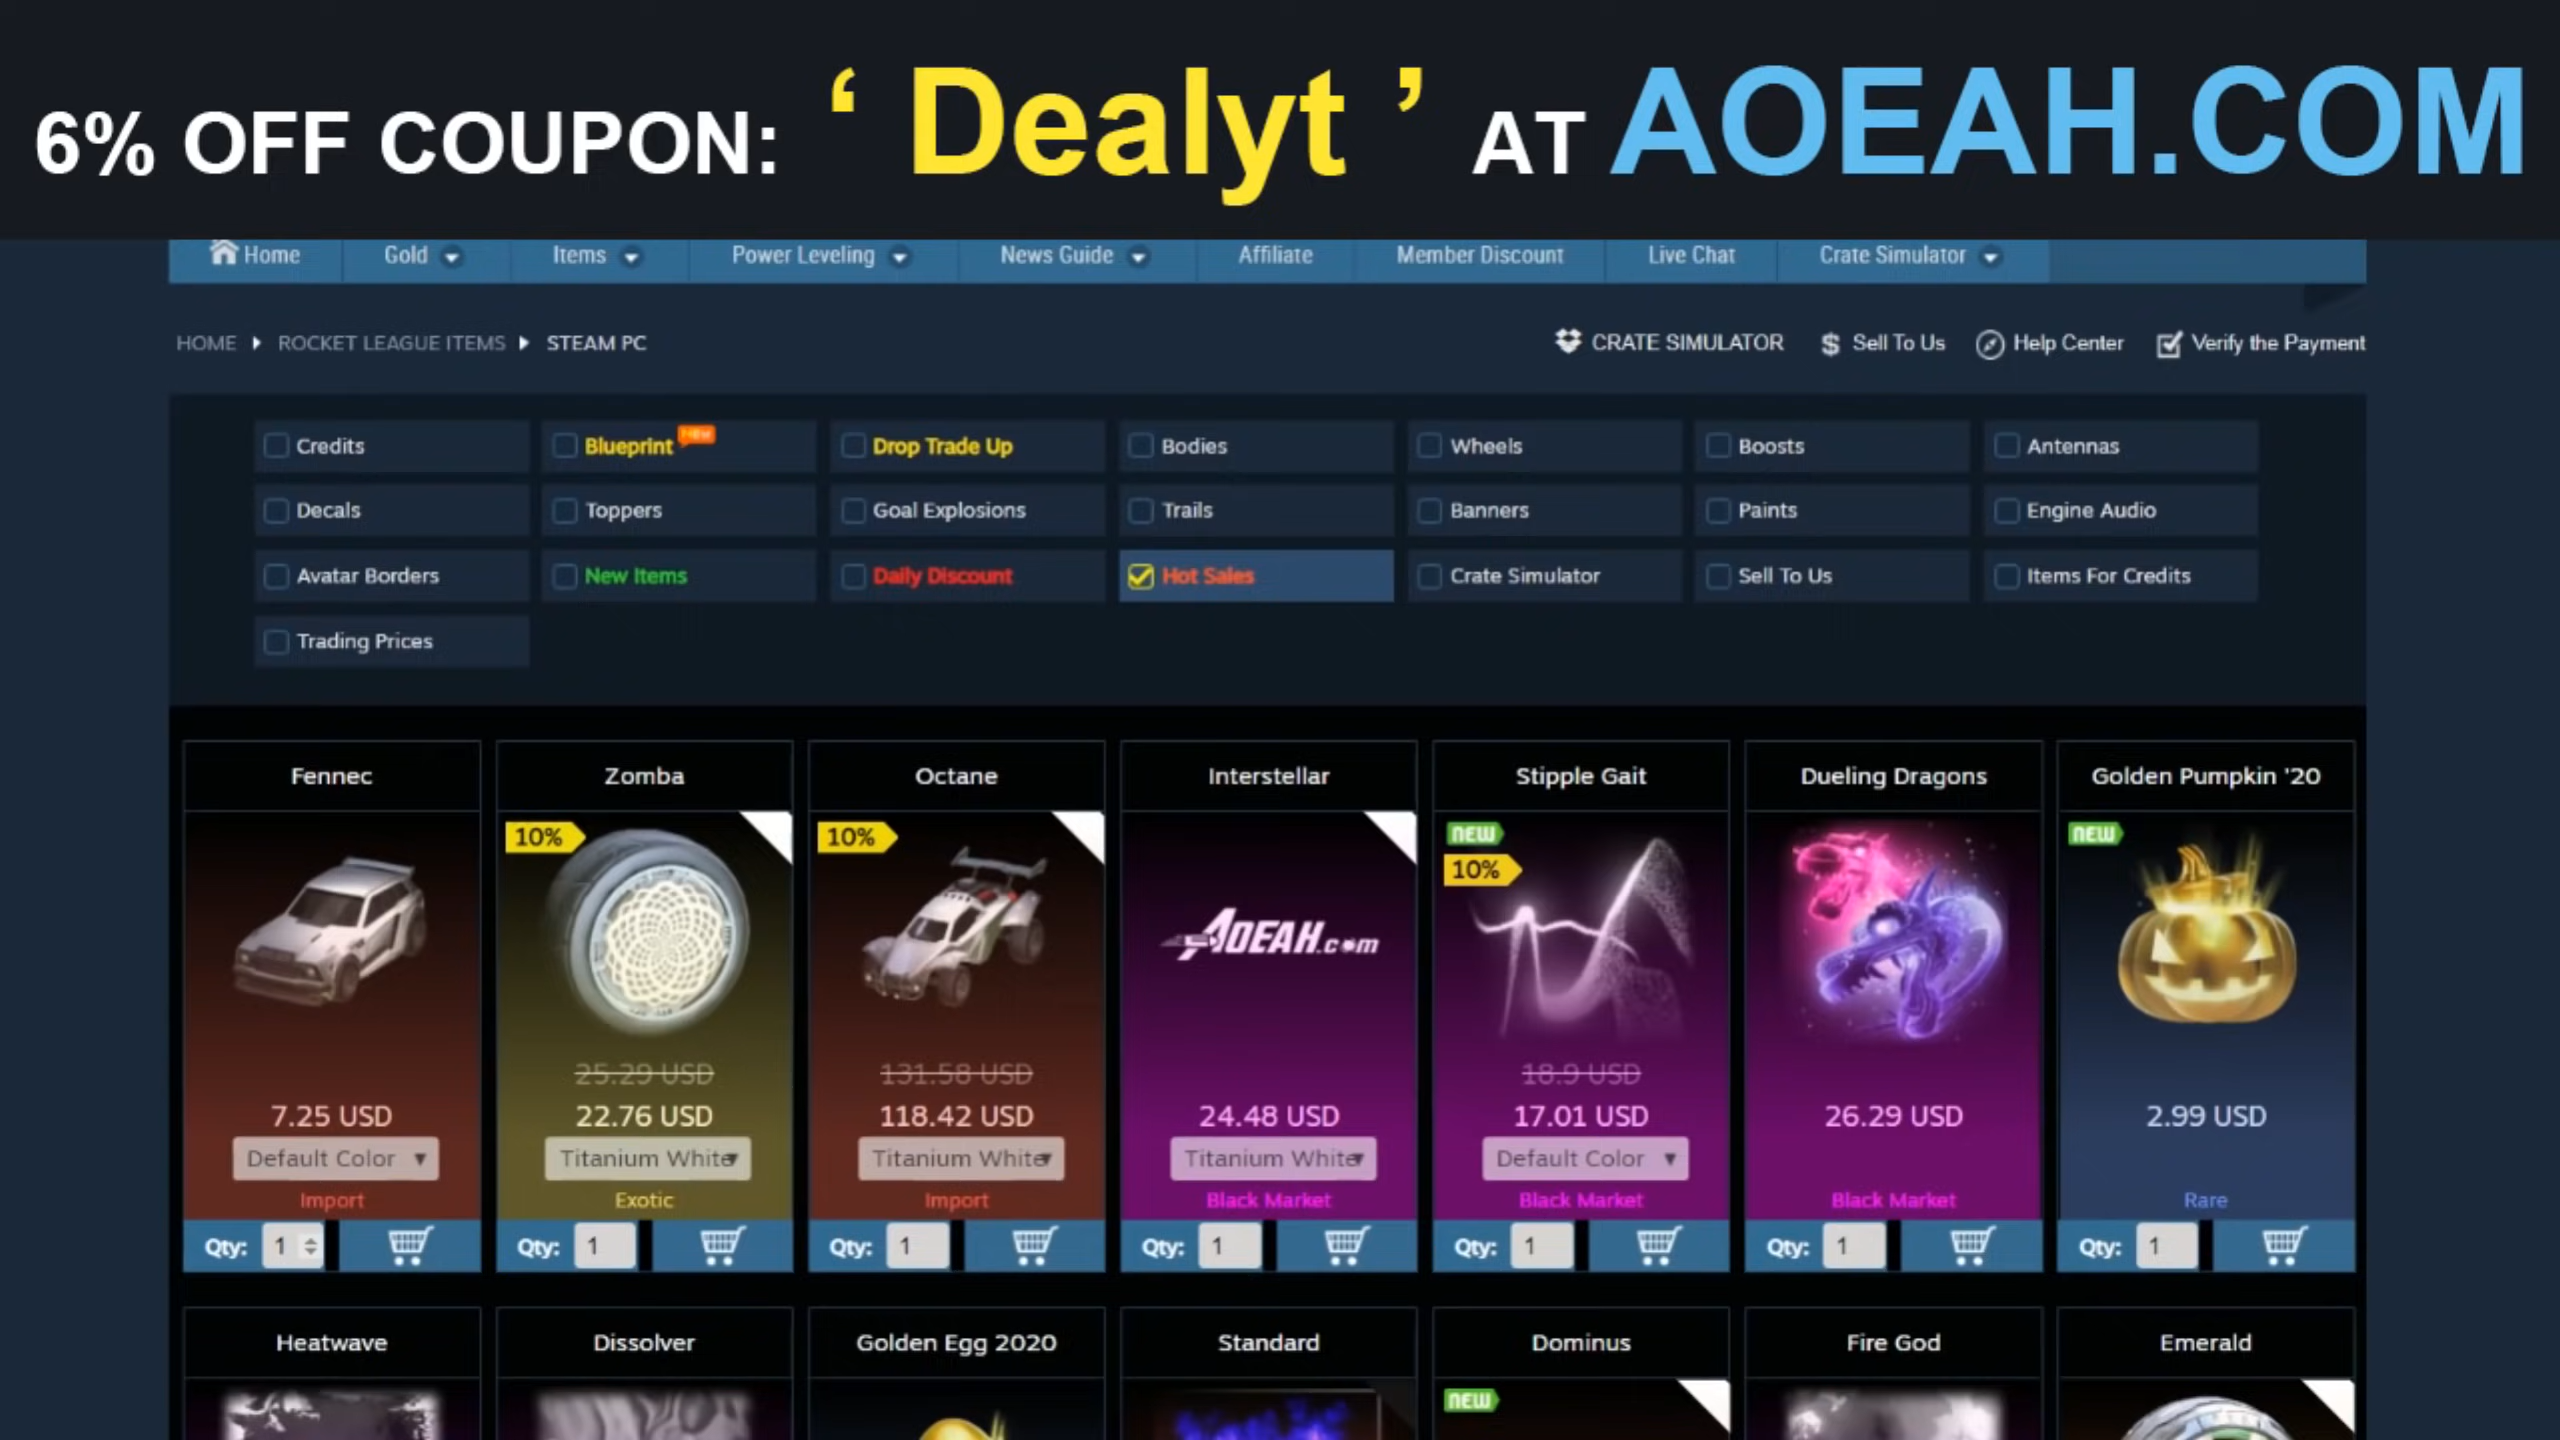 6% OFF COUPON: ‘ Dealyt ’ AT AOEAH.COM
Home Gold Items Power Leveling News Guide Affiliate Member Discount Live Chat Crate Simulator
HOME ROCKET LEAGUE ITEMS STEAM PC CRATE SIMULATOR $ Sell To Us Help Center Verify the Payment
Credits Blueprint NEW Drop Trade Up Bodies Wheels Boosts Antennas
Decals Toppers Goal Explosions Trails Banners Paints Engine Audio
Avatar Borders New Items Daily Discount Hot Sales Crate Simulator Sell To Us Items For Credits
Trading Prices
Fennec Zomba Octane Interstellar Stipple Gait Dueling Dragons Golden Pumpkin '20
10% 10% NEW NEW
10%
AOEAH.com
25.29 USD 131.58 USD 18.9 USD
7.25 USD 22.76 USD 118.42 USD 24.48 USD 17.01 USD 26.29 USD 2.99 USD
Default Color Titanium White Titanium White Titanium White Default Color
Import Exotic Import Black Market Black Market Black Market Rare
Qty: 1 Qty: 1 Qty: 1 Qty: 1 Qty: 1 Qty: 1 Qty: 1
Heatwave Dissolver Golden Egg 2020 Standard Dominus Fire God Emerald
NEW